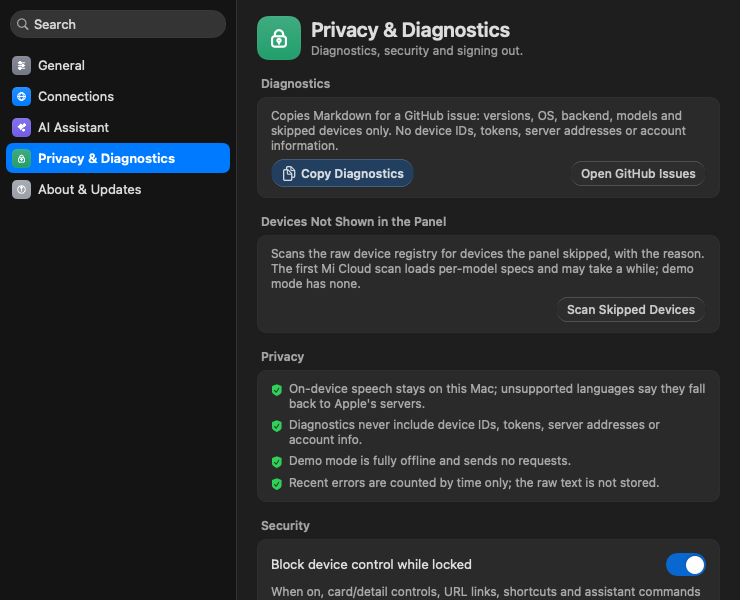 Search
General
Connections
AI Assistant
Privacy & Diagnostics
About & Updates
Privacy & Diagnostics
Diagnostics, security and signing out.
Diagnostics
Copies Markdown for a GitHub issue: versions, OS, backend, models and
skipped devices only. No device IDs, tokens, server addresses or account
information.
Copy Diagnostics
Open GitHub Issues
Devices Not Shown in the Panel
Scans the raw device registry for devices the panel skipped, with the reason.
The first Mi Cloud scan loads per-model specs and may take a while; demo
mode has none.
Scan Skipped Devices
Privacy
On-device speech stays on this Mac; unsupported languages say they fall
back to Apple's servers.
Diagnostics never include device IDs, tokens, server addresses or
account info.
Demo mode is fully offline and sends no requests.
Recent errors are counted by time only; the raw text is not stored.
Security
Block device control while locked
When on, card/detail controls, URL links, shortcuts and assistant commands